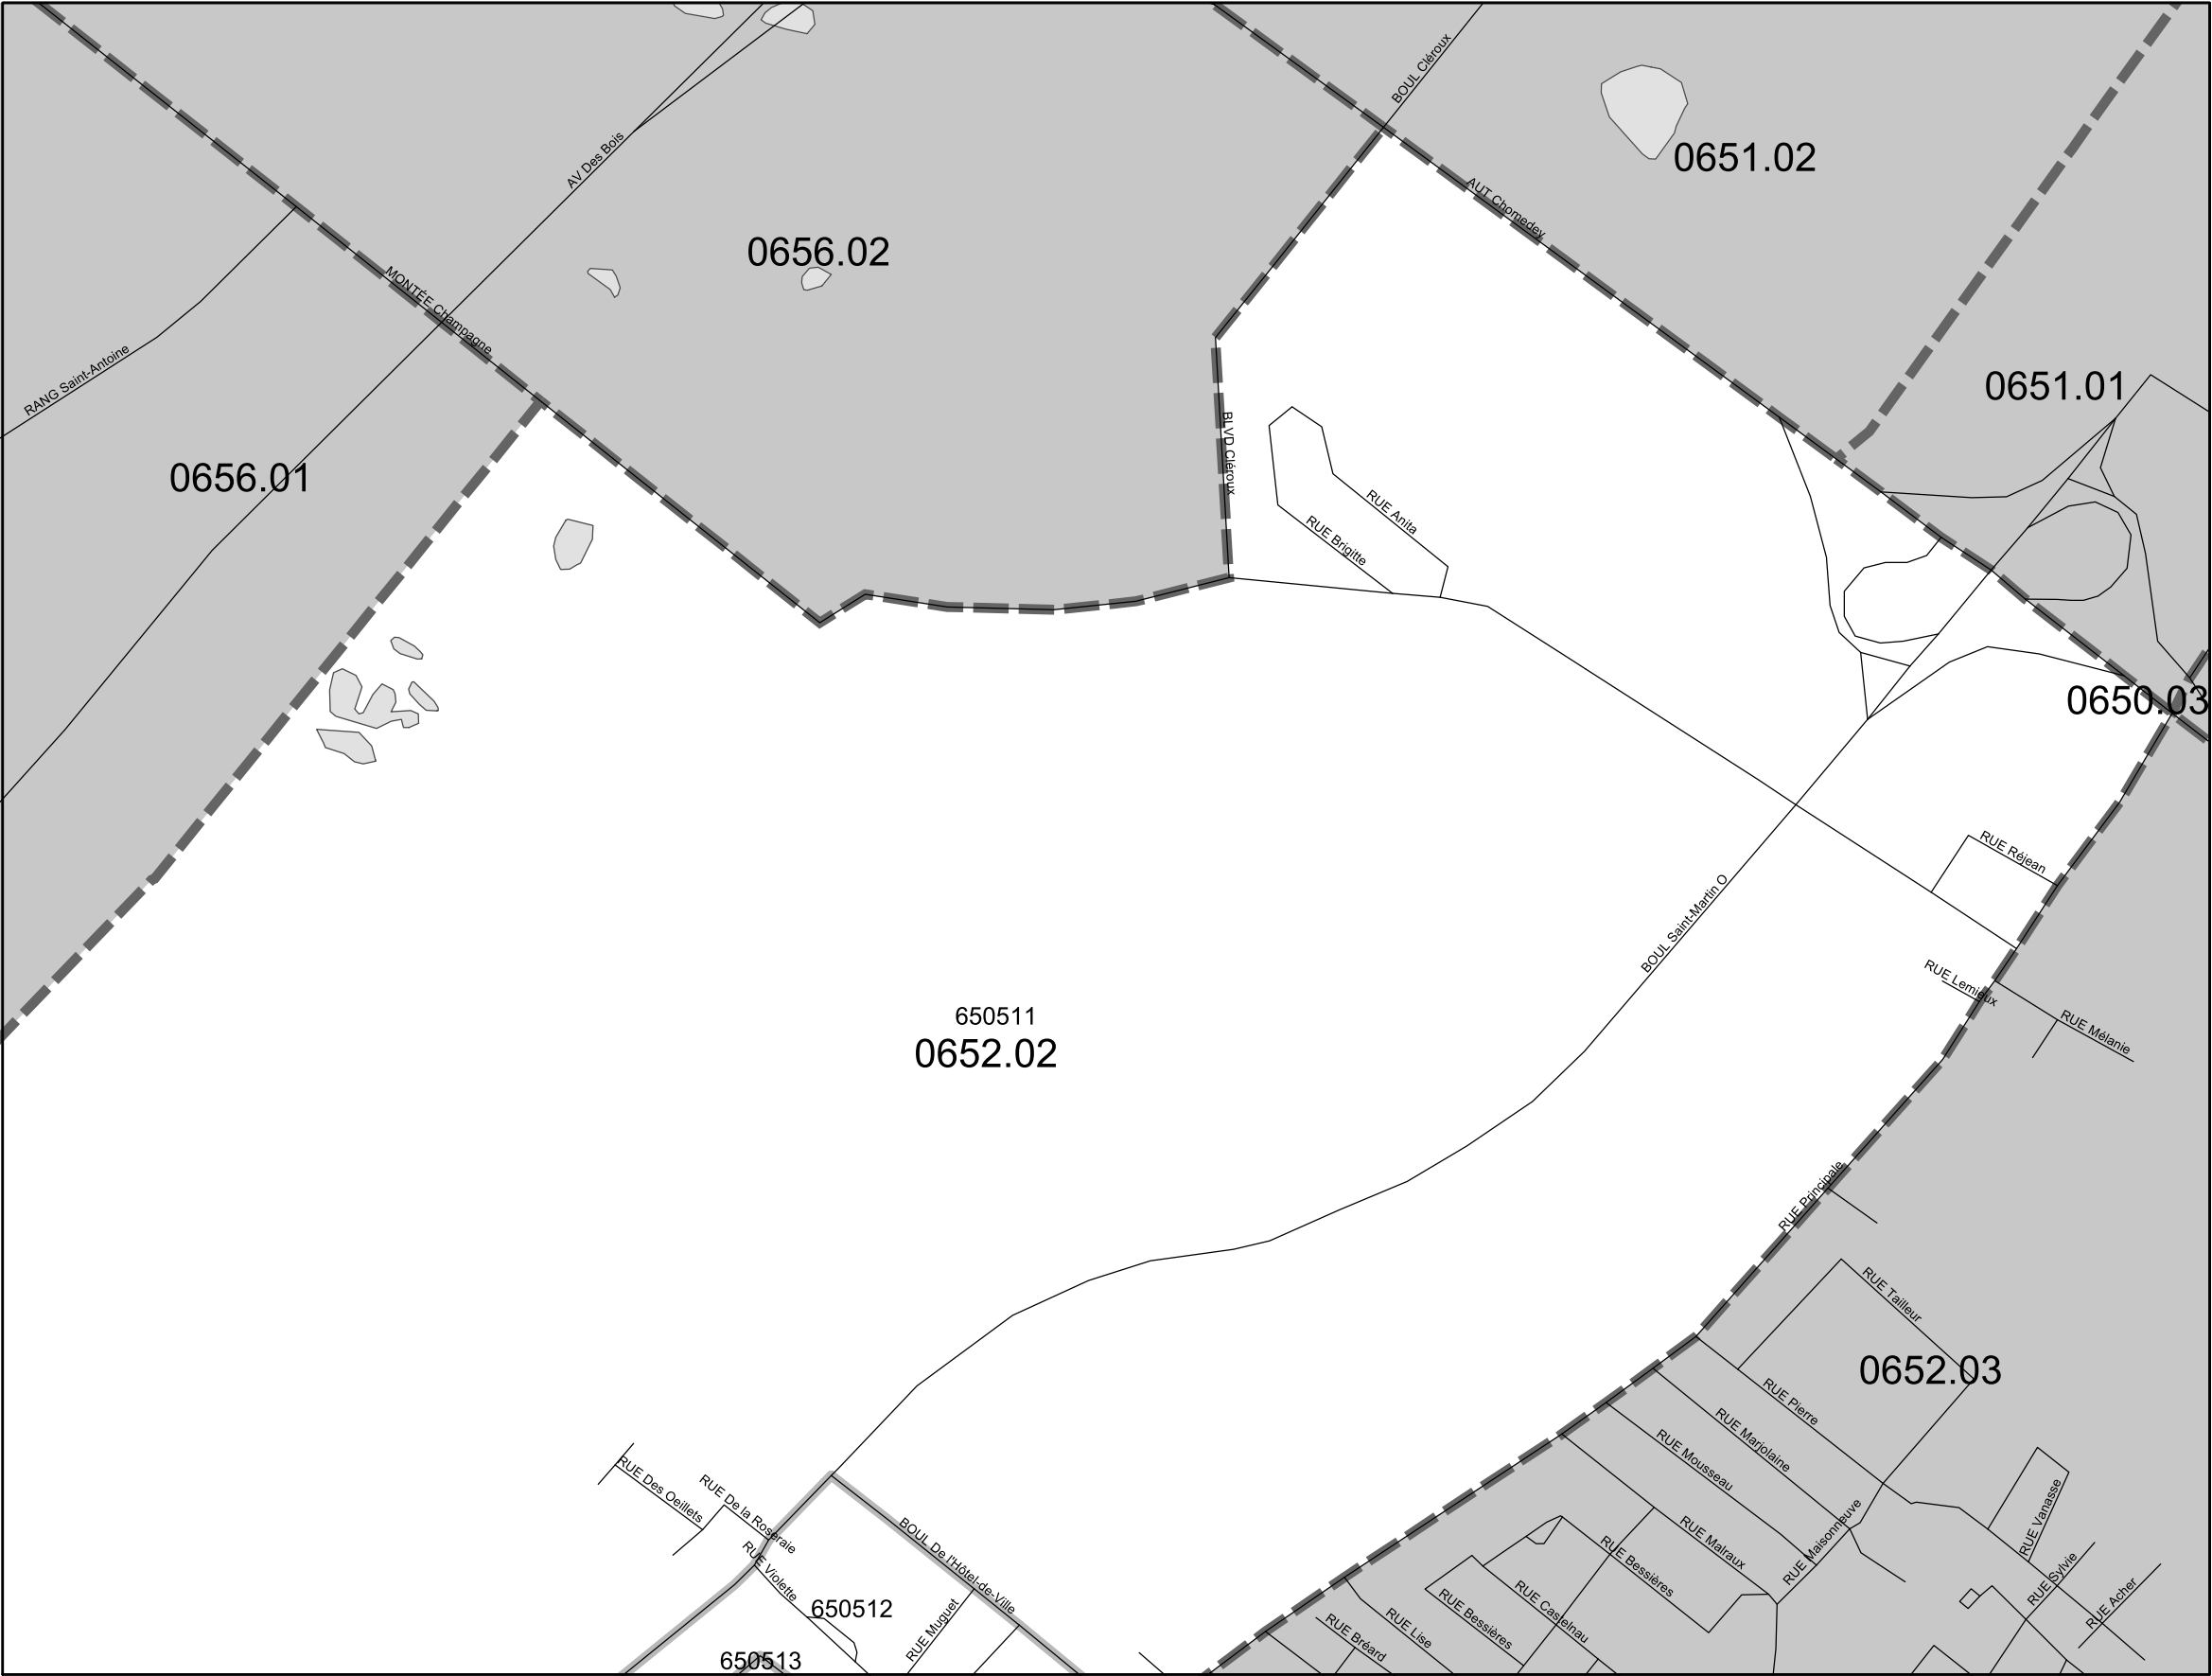 BOUL Cléroux
0651.02
AV Des Bois
AUT Chomedey
0656.02
MONTÉE Champagne
RANG Saint-Antoine
0651.01
BLVD Cléroux
0656.01
RUE Anita
RUE Brigitte
0650.03
RUE Réjean
BOUL Saint-Martin O
RUE Lemieux
650511
RUE Mélanie
0652.02
RUE Principale
RUE Tailleur
0652.03
RUE Pierre
RUE Marjolaine
RUE Mousseau
RUE Des Oeillets
RUE De la Roseraie
RUE Vanasse
RUE Maisonneuve
RUE Malraux
BOUL De l'Hôtel-de-Ville
RUE Violette
RUE Bessières
RUE Sylvie
RUE Acher
RUE Castelnau
650512
RUE Muguet
RUE Bessières
RUE Lise
RUE Bréard
650513